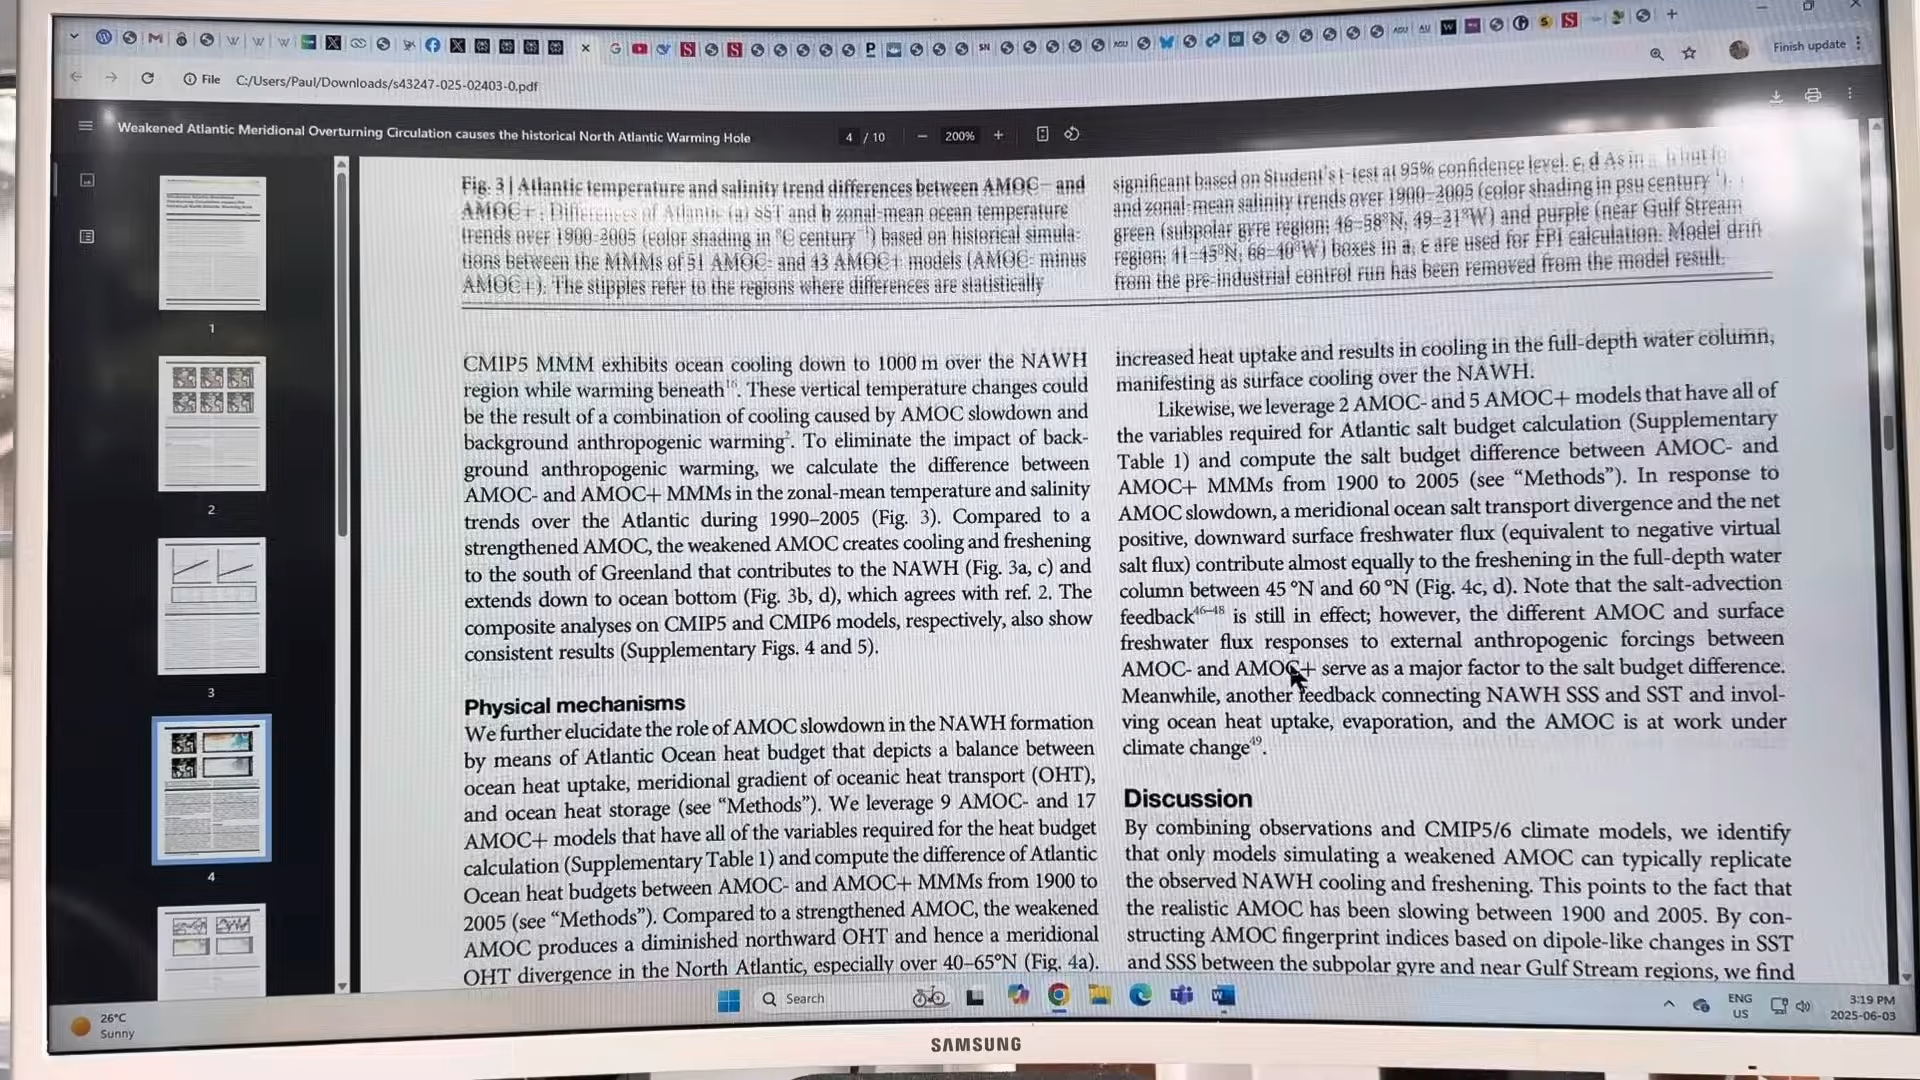 Finish update
File C:/Users/Paul/Downloads/s43247-025-02403-0.pdf
Weakened Atlantic Meridional Overturning Circulation causes the historical North Atlantic Warming Hole
4 / 10
200%
1
2
3
4
Fig. 3 | Atlantic temperature and salinity trend differences between AMOC− and
AMOC+. Differences of Atlantic (a) SST and b zonal-mean ocean temperature
trends over 1900-2005 (color shading in °C century⁻¹) based on historical simula-
tions between the MMMs of 51 AMOC- and 43 AMOC+ models (AMOC- minus
AMOC+). The stipples refer to the regions where differences are statistically
significant based on Student's t-test at 95% confidence level. c, d As in a, b but
and zonal-mean salinity trends over 1900–2005 (color shading in psu century⁻¹).
green (subpolar gyre region: 46–58°N, 49–31°W) and purple (near Gulf Stream
region: 41–45°N, 66–40°W) boxes in a, c are used for FPI calculation. Model drift
from the pre-industrial control run has been removed from the model result.
CMIP5 MMM exhibits ocean cooling down to 1000 m over the NAWH
region while warming beneath¹⁶. These vertical temperature changes could
be the result of a combination of cooling caused by AMOC slowdown and
background anthropogenic warming². To eliminate the impact of back-
ground anthropogenic warming, we calculate the difference between
AMOC- and AMOC+ MMMs in the zonal-mean temperature and salinity
trends over the Atlantic during 1990–2005 (Fig. 3). Compared to a
strengthened AMOC, the weakened AMOC creates cooling and freshening
to the south of Greenland that contributes to the NAWH (Fig. 3a, c) and
extends down to ocean bottom (Fig. 3b, d), which agrees with ref. 2. The
composite analyses on CMIP5 and CMIP6 models, respectively, also show
consistent results (Supplementary Figs. 4 and 5).
Physical mechanisms
We further elucidate the role of AMOC slowdown in the NAWH formation
by means of Atlantic Ocean heat budget that depicts a balance between
ocean heat uptake, meridional gradient of oceanic heat transport (OHT),
and ocean heat storage (see “Methods”). We leverage 9 AMOC- and 17
AMOC+ models that have all of the variables required for the heat budget
calculation (Supplementary Table 1) and compute the difference of Atlantic
Ocean heat budgets between AMOC- and AMOC+ MMMs from 1900 to
2005 (see “Methods”). Compared to a strengthened AMOC, the weakened
AMOC produces a diminished northward OHT and hence a meridional
OHT divergence in the North Atlantic, especially over 40–65°N (Fig. 4a).
increased heat uptake and results in cooling in the full-depth water column,
manifesting as surface cooling over the NAWH.
Likewise, we leverage 2 AMOC- and 5 AMOC+ models that have all of
the variables required for Atlantic salt budget calculation (Supplementary
Table 1) and compute the salt budget difference between AMOC- and
AMOC+ MMMs from 1900 to 2005 (see “Methods”). In response to
AMOC slowdown, a meridional ocean salt transport divergence and the net
positive, downward surface freshwater flux (equivalent to negative virtual
salt flux) contribute almost equally to the freshening in the full-depth water
column between 45 °N and 60 °N (Fig. 4c, d). Note that the salt-advection
feedback⁴⁶⁻⁴⁸ is still in effect; however, the different AMOC and surface
freshwater flux responses to external anthropogenic forcings between
AMOC- and AMOC+ serve as a major factor to the salt budget difference.
Meanwhile, another feedback connecting NAWH SSS and SST and invol-
ving ocean heat uptake, evaporation, and the AMOC is at work under
climate change⁴⁹.
Discussion
By combining observations and CMIP5/6 climate models, we identify
that only models simulating a weakened AMOC can typically replicate
the observed NAWH cooling and freshening. This points to the fact that
the realistic AMOC has been slowing between 1900 and 2005. By con-
structing AMOC fingerprint indices based on dipole-like changes in SST
and SSS between the subpolar gyre and near Gulf Stream regions, we find
26°C
Sunny
Search
ENG
US
3:19 PM
2025-06-03
SAMSUNG